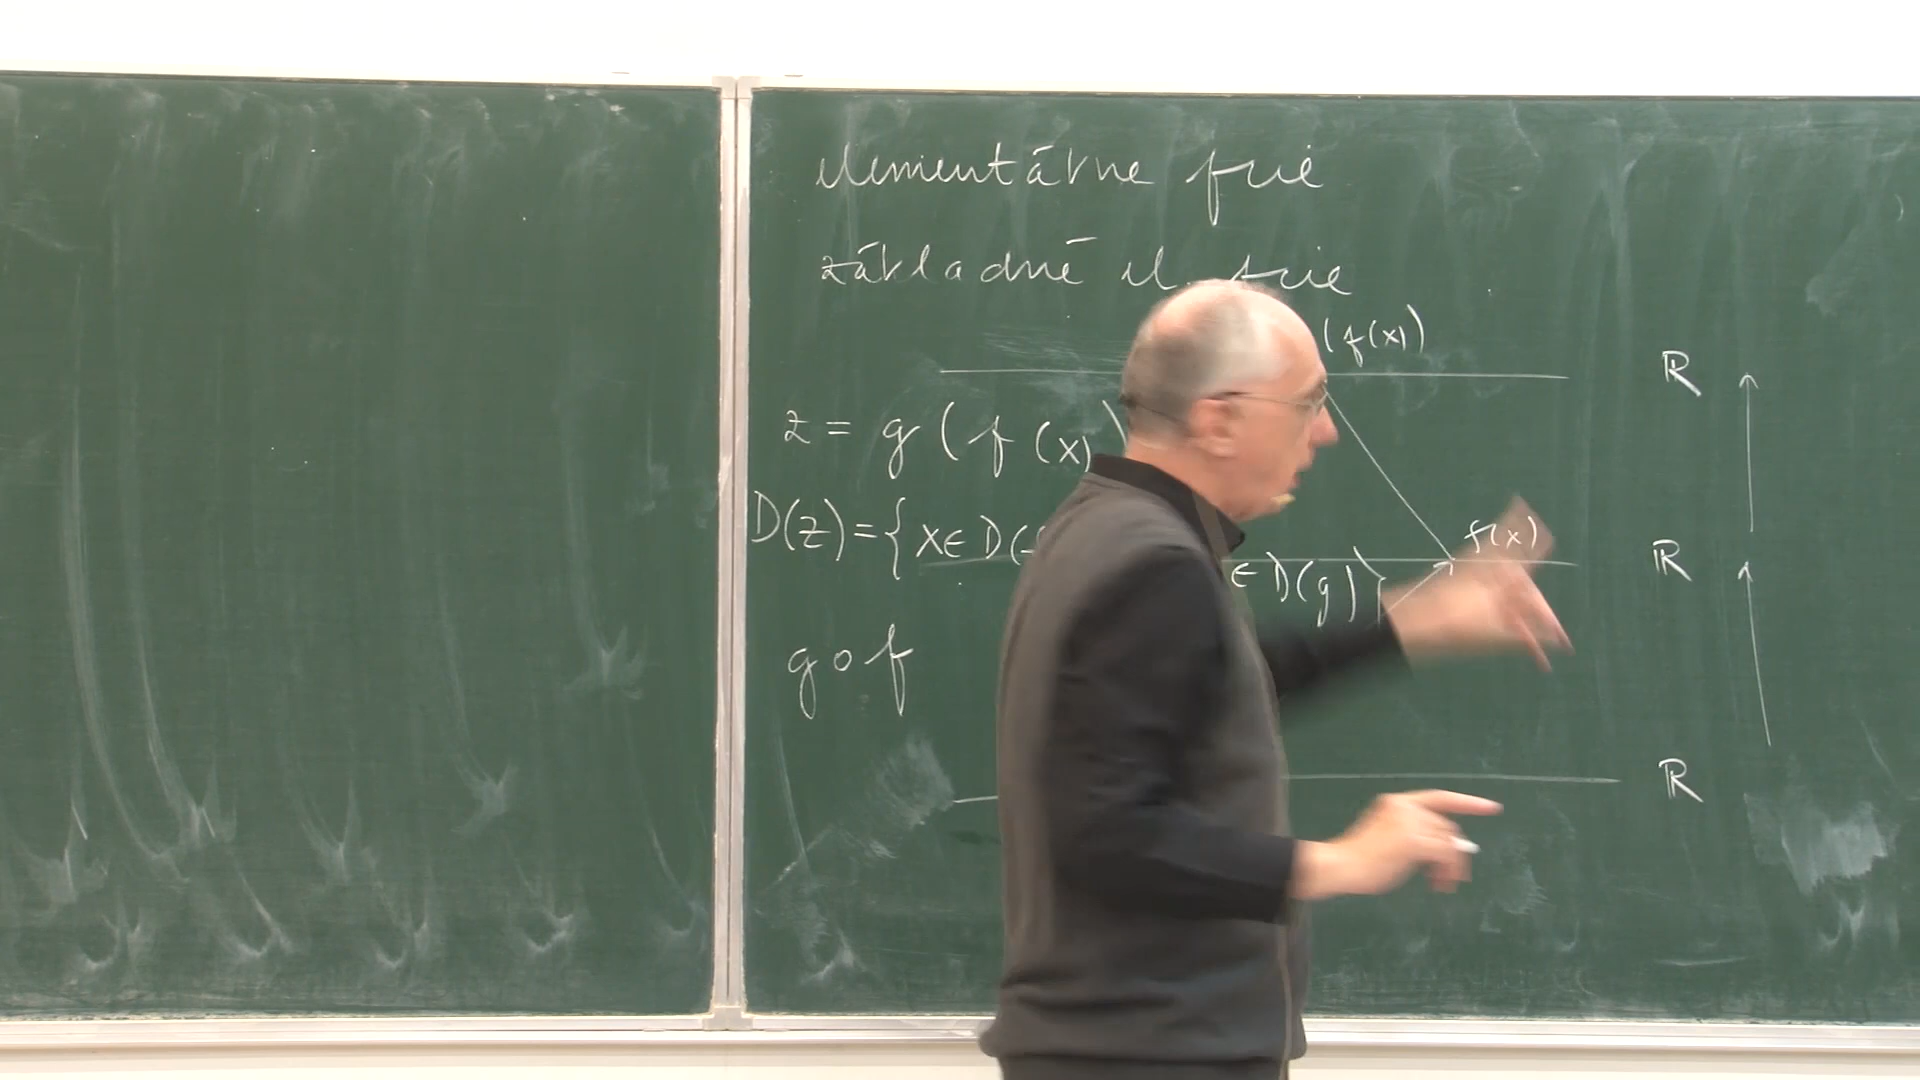 elementárne fcie
základné el. fcie
(f(x))
ℝ
z = g(f(x)
f(x)
ℝ
D(z)={x∈D(
∈D(g)}
g∘f
ℝ